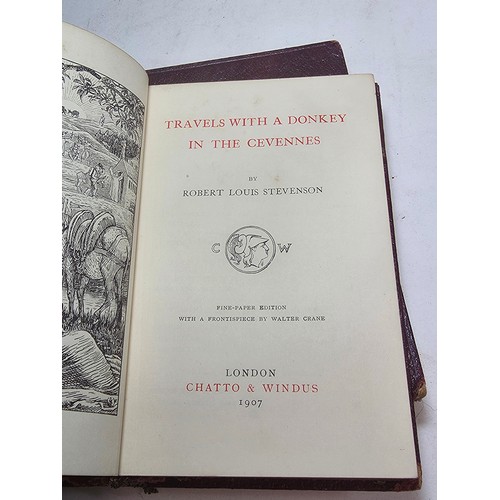 TRAVELS WITH A DONKEY
IN THE CEVENNES
BY
ROBERT LOUIS STEVENSON
C W
FINE-PAPER EDITION
WITH A FRONTISPIECE BY WALTER CRANE
LONDON
CHATTO & WINDUS
1907